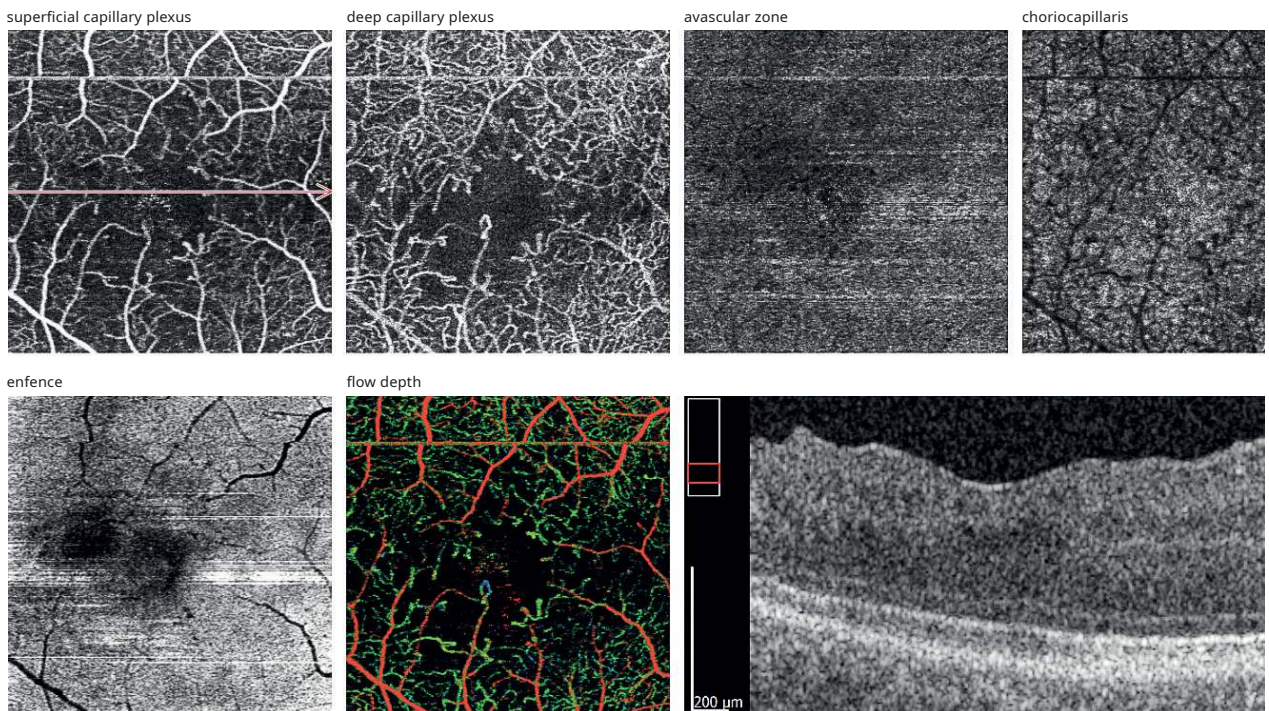 superficial capillary plexus
deep capillary plexus
avascular zone
choriocapillaris
enfence
flow depth
200 µm